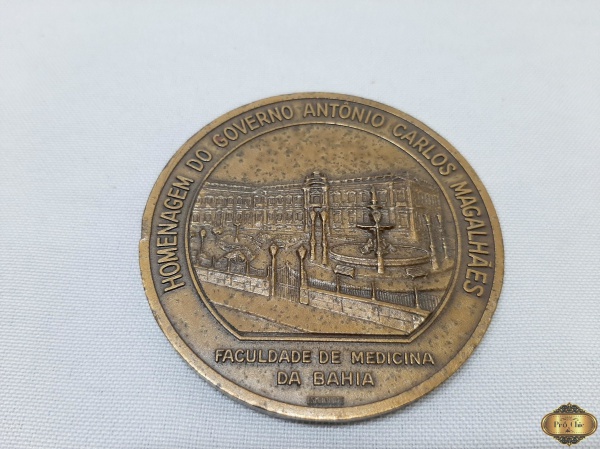 HOMENAGEM DO GOVERNO ANTÔNIO CARLOS MAGALHÃES
FACULDADE DE MEDICINA
DA BAHIA